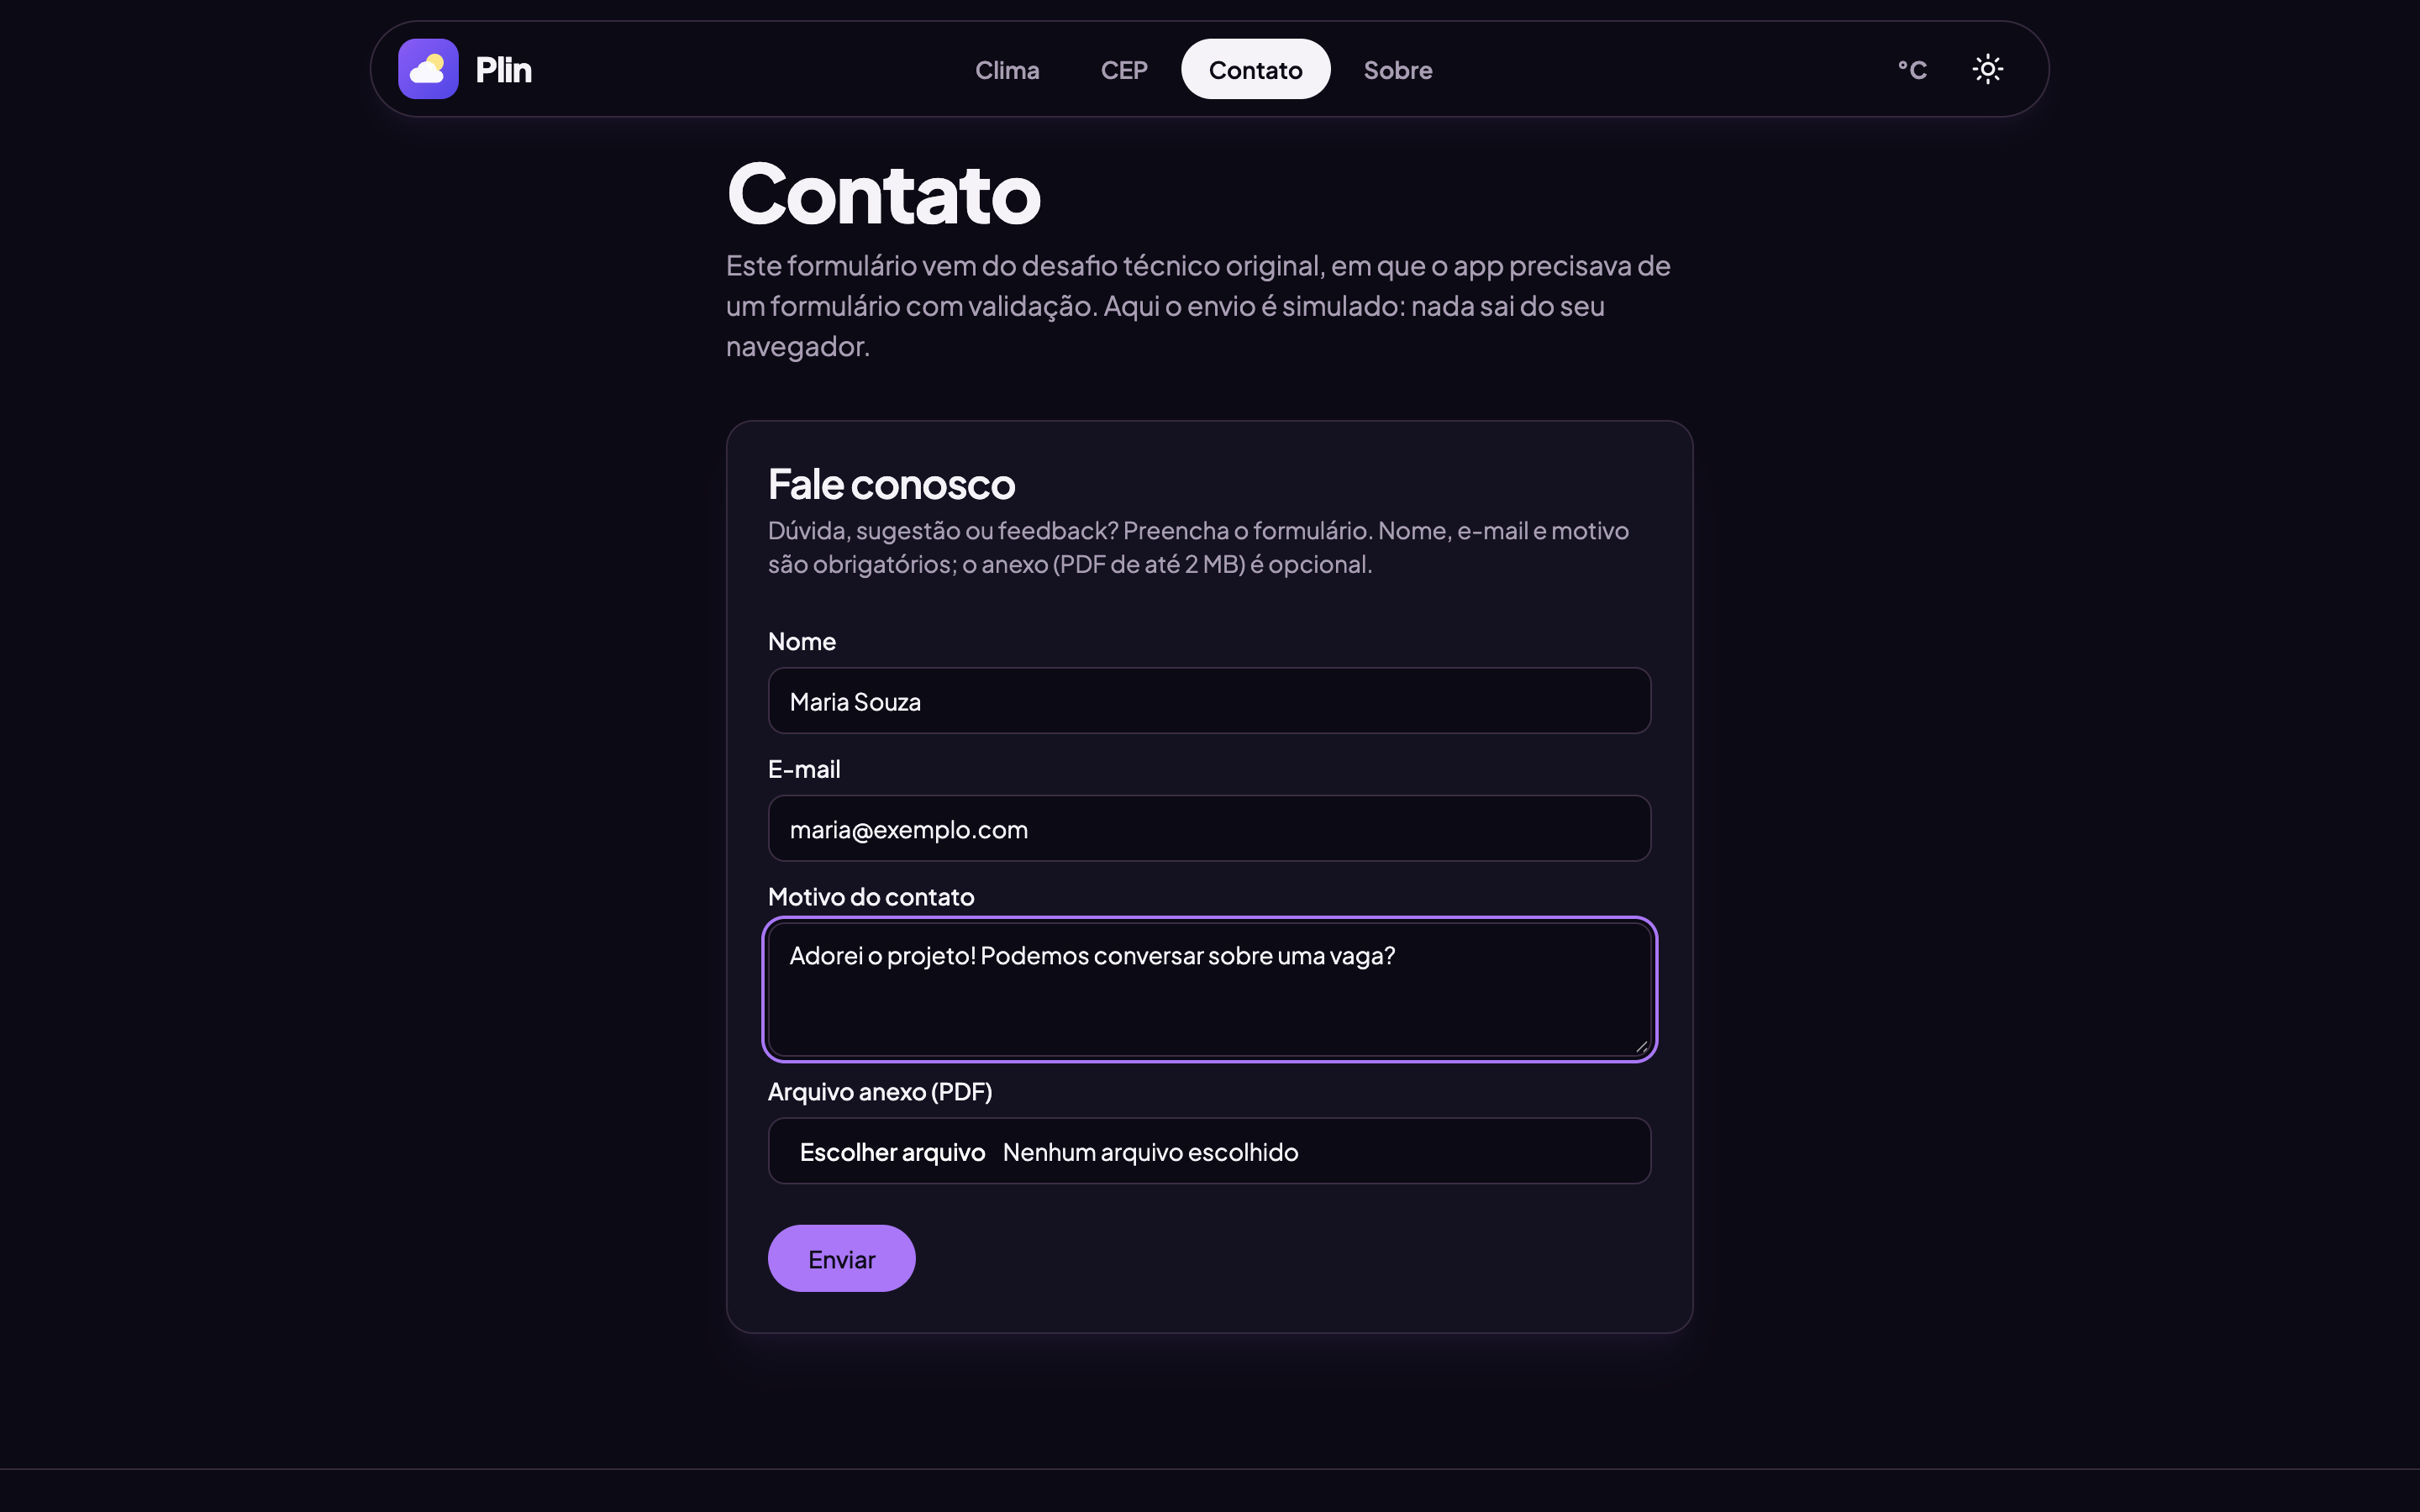 Plin
Clima
CEP
Contato
Sobre
°C
Contato
Este formulário vem do desafio técnico original, em que o app precisava de
um formulário com validação. Aqui o envio é simulado: nada sai do seu
navegador.
Fale conosco
Dúvida, sugestão ou feedback? Preencha o formulário. Nome, e-mail e motivo
são obrigatórios; o anexo (PDF de até 2 MB) é opcional.
Nome
Maria Souza
E-mail
maria@exemplo.com
Motivo do contato
Adorei o projeto! Podemos conversar sobre uma vaga?
Arquivo anexo (PDF)
Escolher arquivo Nenhum arquivo escolhido
Enviar